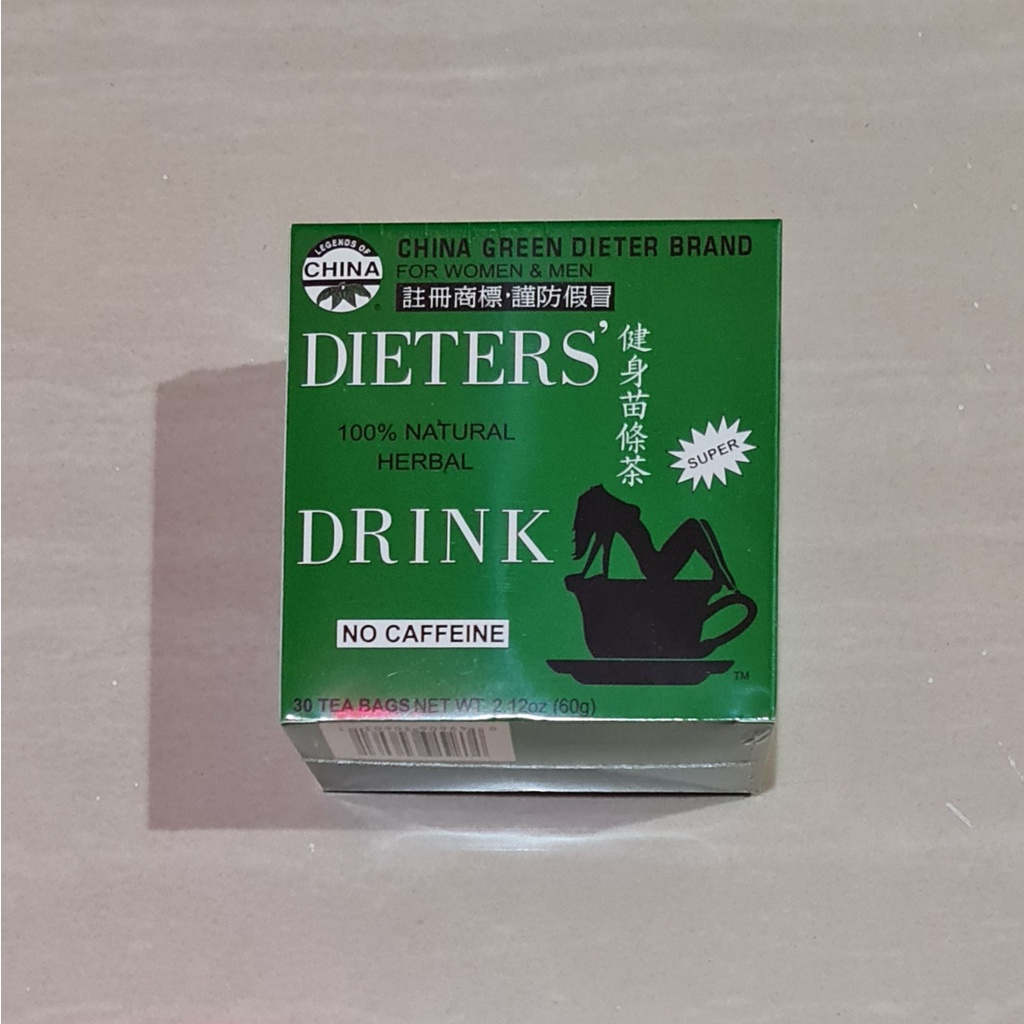 LEGENDS OF
CHINA
®
CHINA GREEN DIETER BRAND
FOR WOMEN & MEN
註冊商標·謹防假冒
DIETERS'
健身苗條茶
100% NATURAL
HERBAL
SUPER
DRINK
NO CAFFEINE
TM
30 TEA BAGS NET WT. 2.12oz (60g)